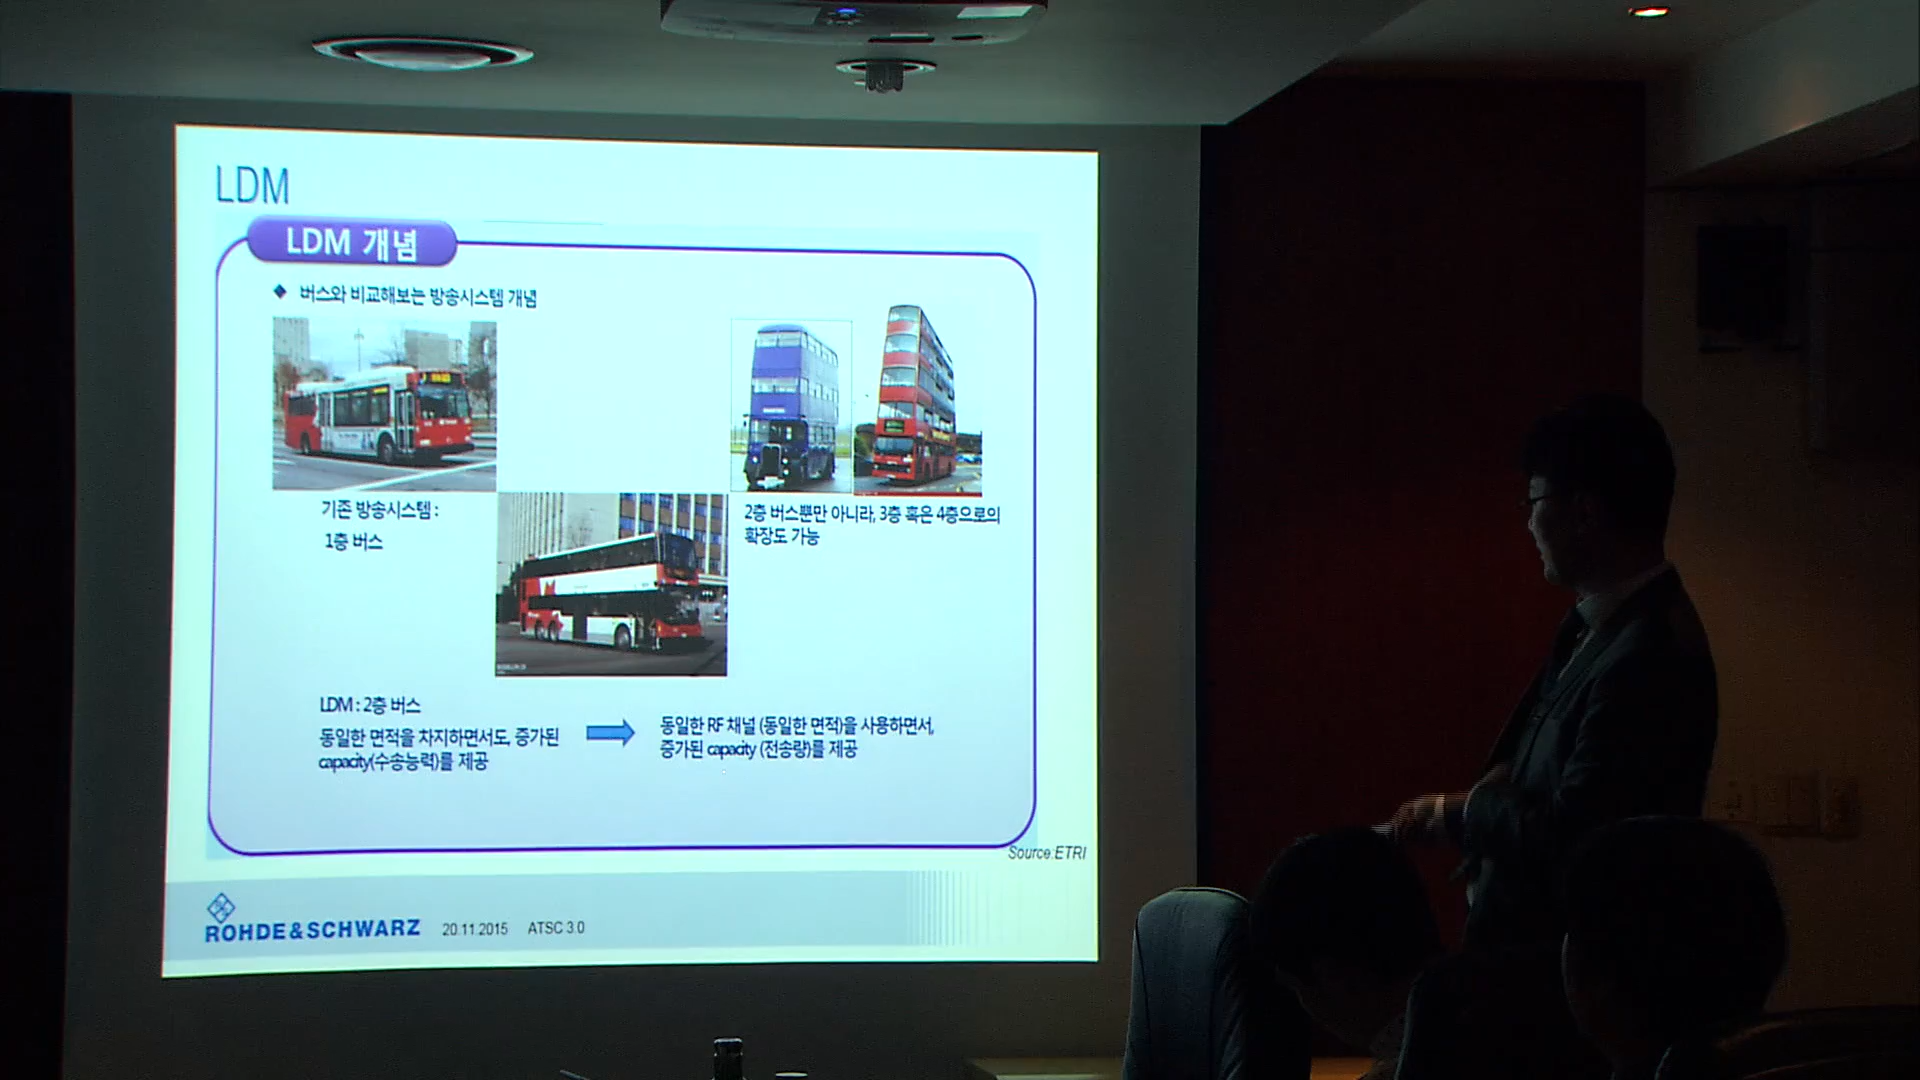 LDM
LDM 개념
◆ 버스와 비교해보는 방송시스템 개념
기존 방송시스템 :
1층 버스
2층 버스뿐만 아니라, 3층 혹은 4층으로의
확장도 가능
LDM : 2층 버스
동일한 면적을 차지하면서도, 증가된
capacity(수송능력)를 제공
동일한 RF 채널 (동일한 면적)을 사용하면서,
증가된 capacity (전송량)를 제공
Source:ETRI
ROHDE&SCHWARZ 20.11.2015 ATSC 3.0